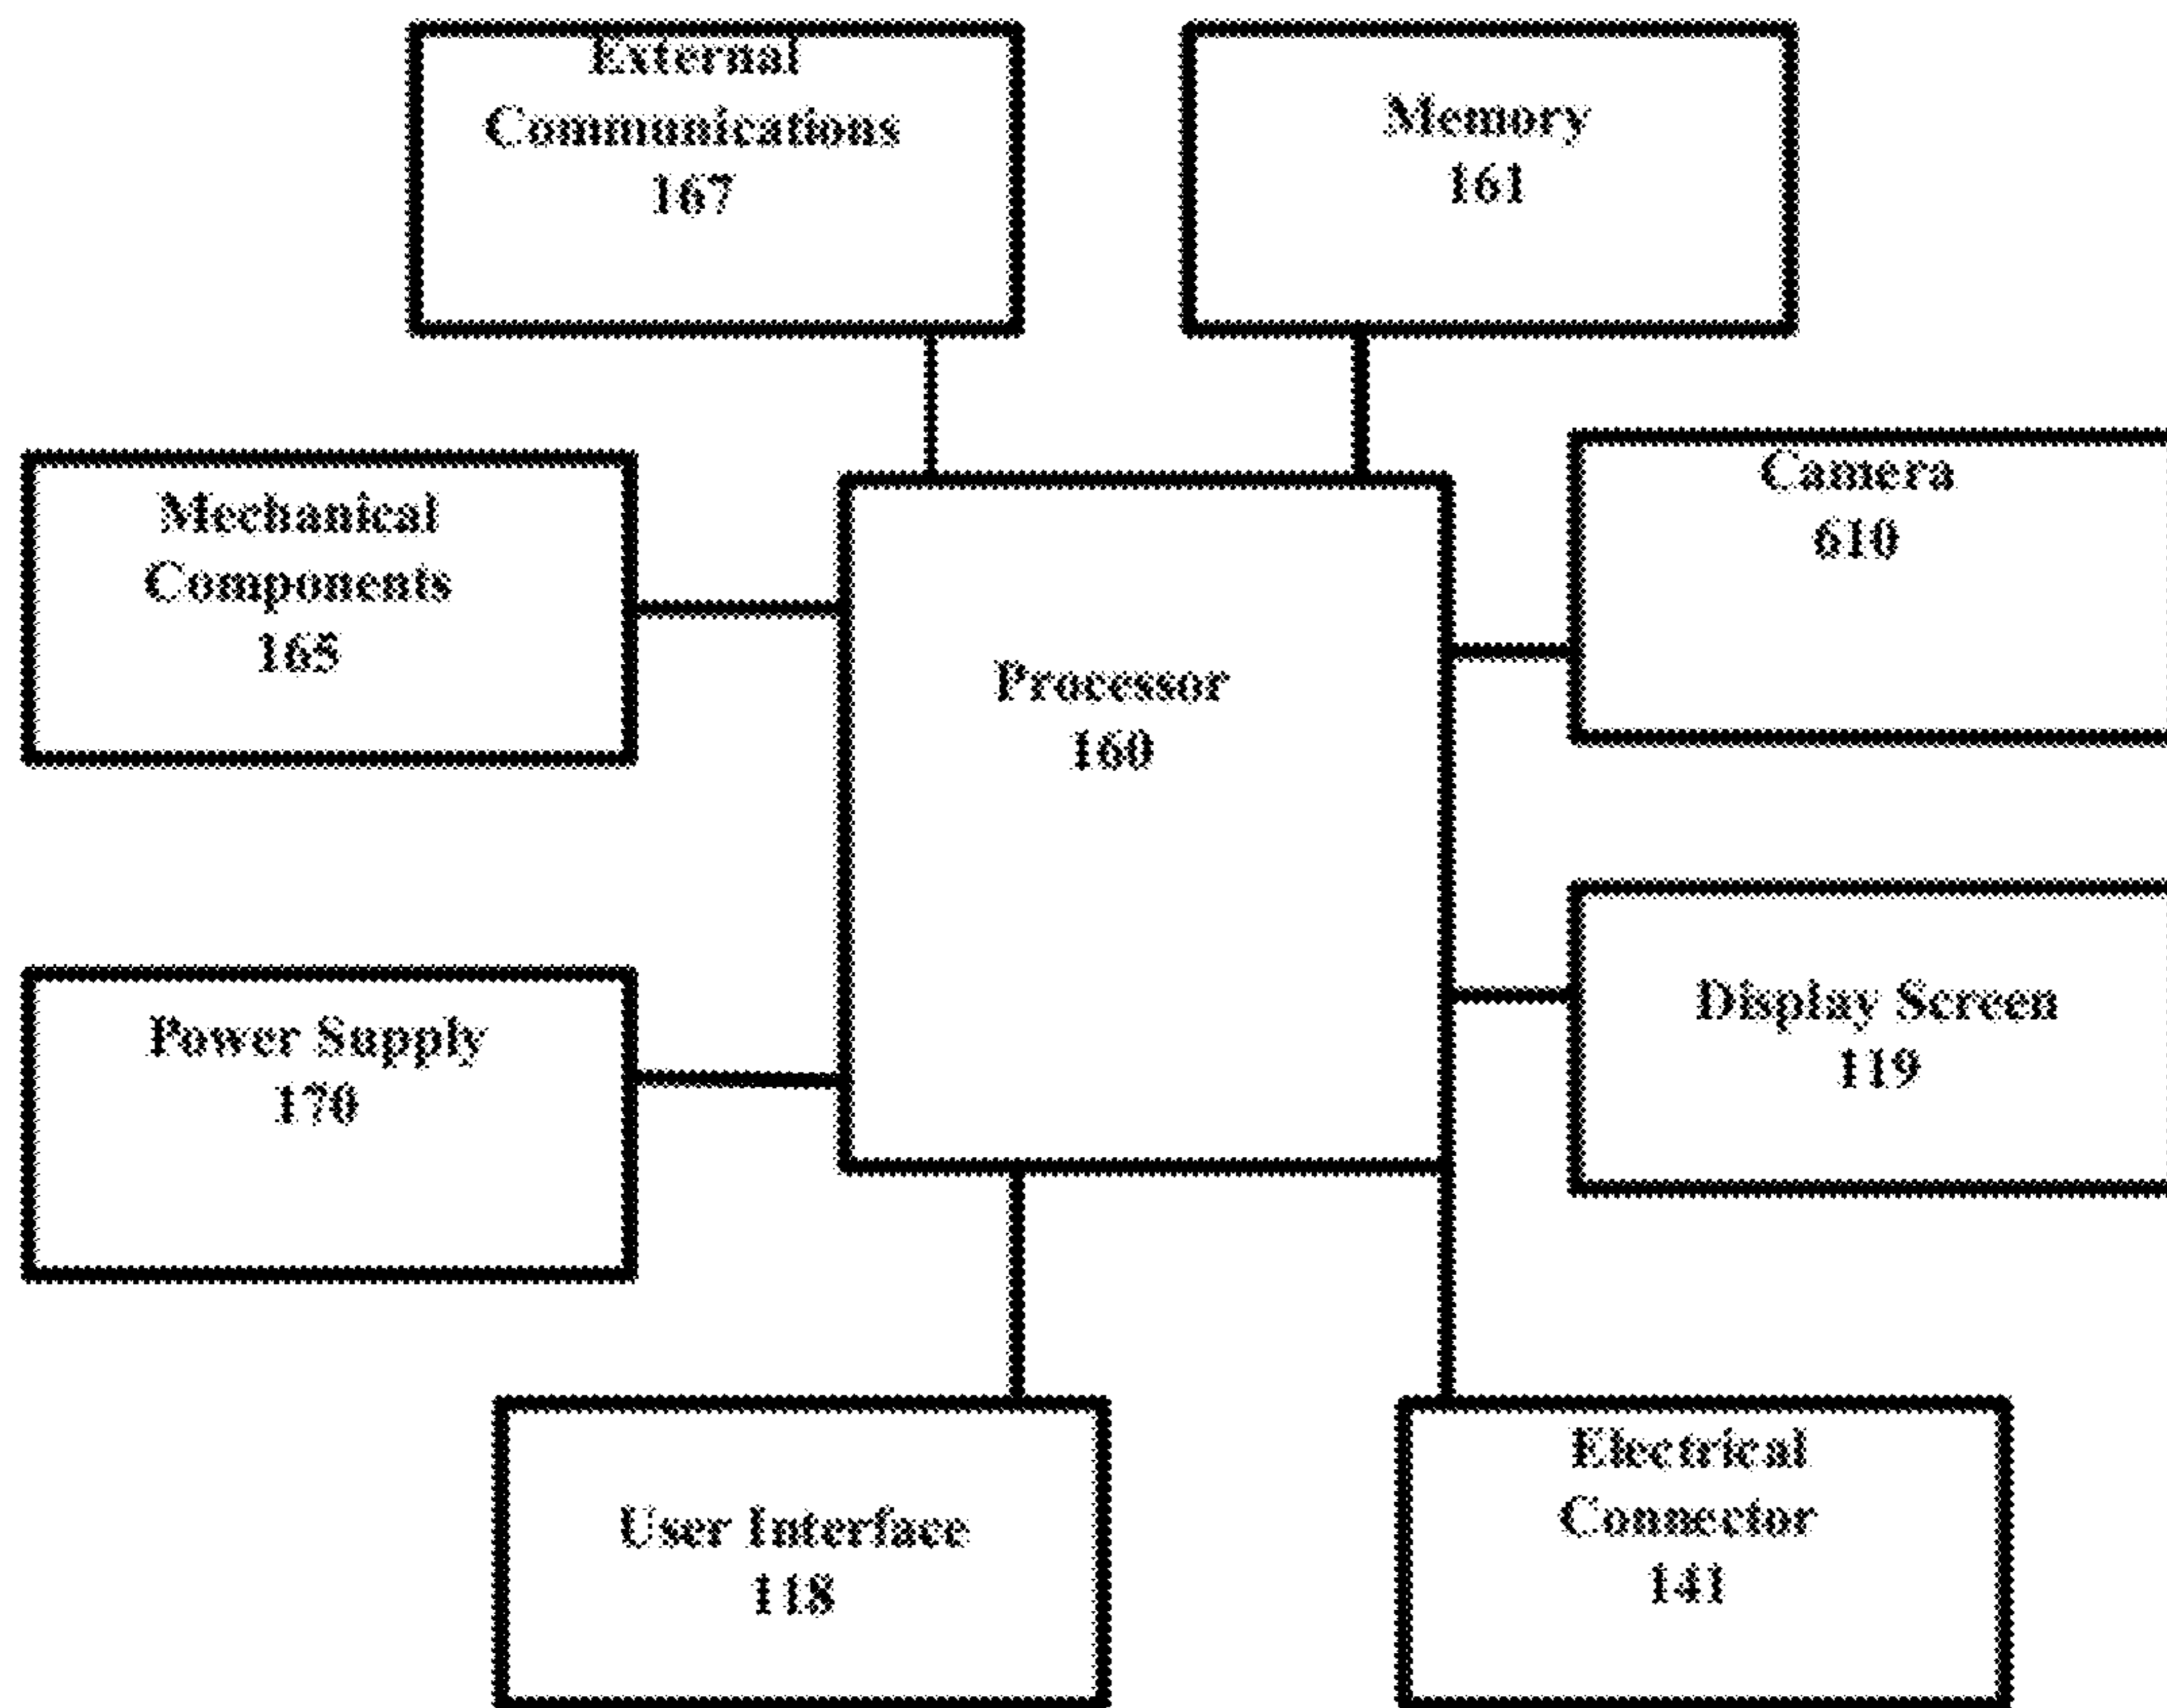 External
Communications
167
Memory
161
Mechanical
Components
165
Camera
610
Processor
160
Power Supply
170
Display Screen
119
User Interface
118
Electrical
Connector
141